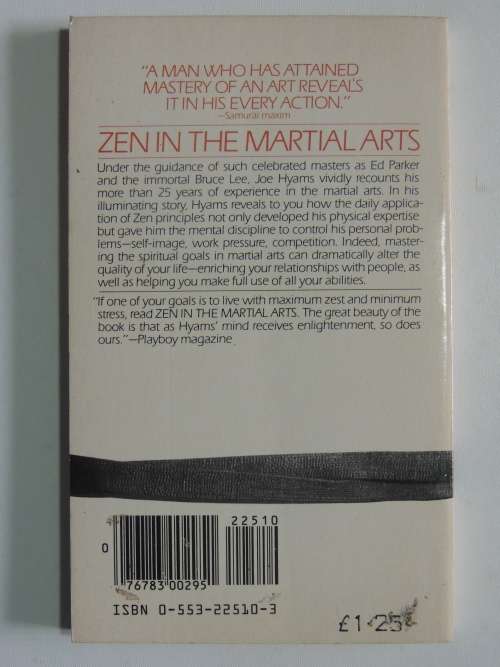 “A MAN WHO HAS ATTAINED
MASTERY OF AN ART REVEALS
IT IN HIS EVERY ACTION.”
—Samurai maxim
ZEN IN THE MARTIAL ARTS
Under the guidance of such celebrated masters as Ed Parker
and the immortal Bruce Lee, Joe Hyams vividly recounts his
more than 25 years of experience in the martial arts. In his
illuminating story, Hyams reveals to you how the daily applica-
tion of Zen principles not only developed his physical expertise
but gave him the mental discipline to control his personal prob-
lems—self-image, work pressure, competition. Indeed, master-
ing the spiritual goals in martial arts can dramatically alter the
quality of your life—enriching your relationships with people, as
well as helping you make full use of all your abilities.
“If one of your goals is to live with maximum zest and minimum
stress, read ZEN IN THE MARTIAL ARTS. The great beauty of the
book is that as Hyams’ mind receives enlightenment, so does
ours.”—Playboy magazine.
22510
0
76783 00295
ISBN 0-553-22510-3
£1·25